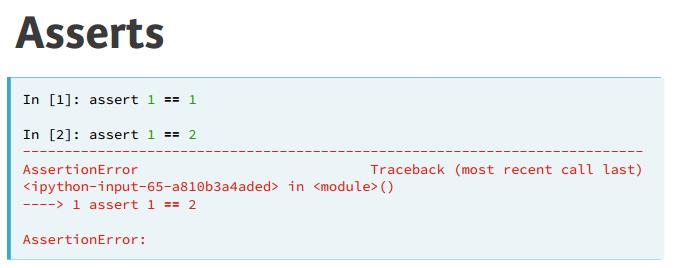 Asserts
In [1]: assert 1 == 1
In [2]: assert 1 == 2
---------------------------------------------------------------------------
AssertionError                            Traceback (most recent call last)
<ipython-input-65-a810b3a4aded> in <module>()
----> 1 assert 1 == 2
AssertionError: